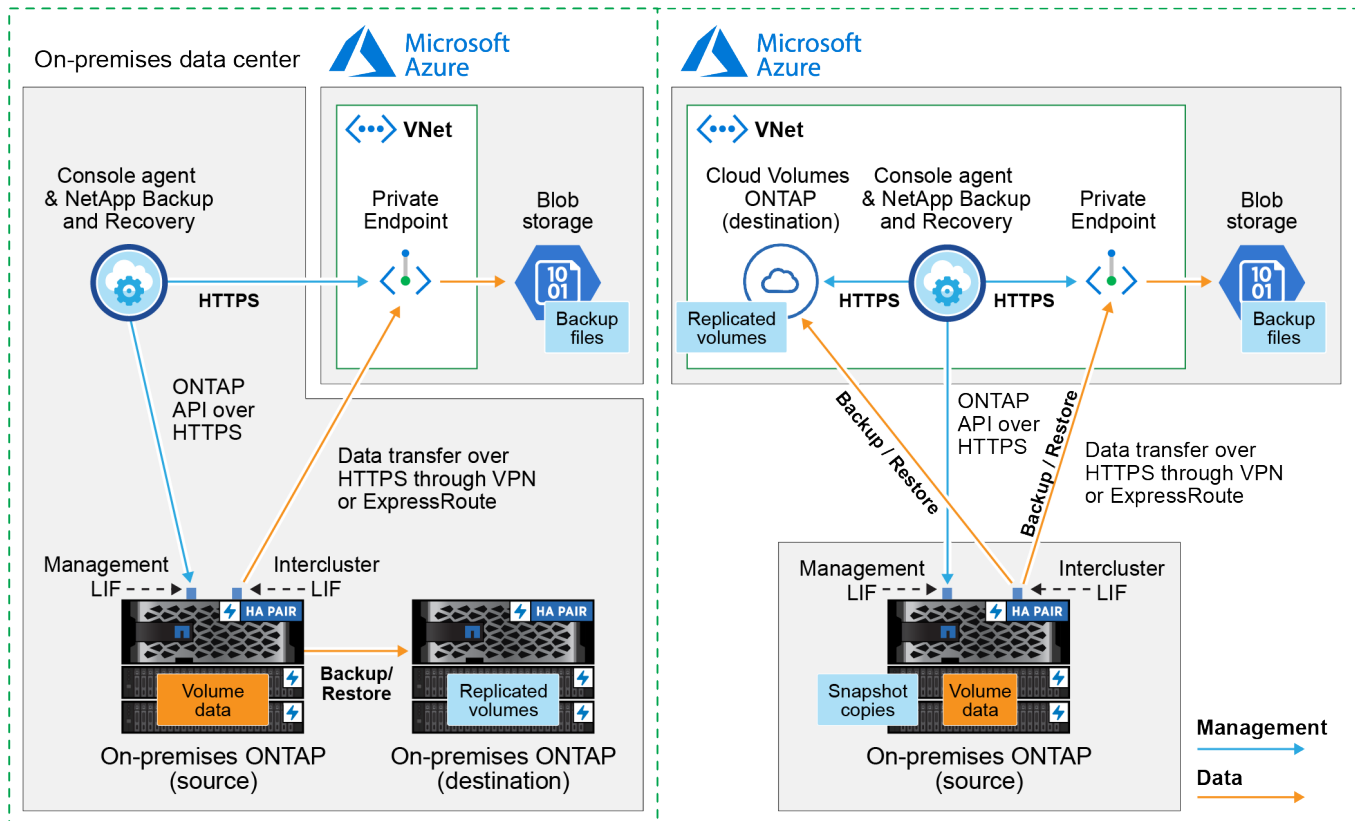 On-premises data center
Microsoft
Azure
VNet
Console agent
& NetApp Backup
and Recovery
Private
Endpoint
Blob
storage
10
01
HTTPS
Backup
files
ONTAP
API over
HTTPS
Data transfer over
HTTPS through VPN
or ExpressRoute
Management
LIF
Intercluster
LIF
HA PAIR
HA PAIR
Backup/
Restore
Volume
data
Replicated
volumes
On-premises ONTAP
(source)
On-premises ONTAP
(destination)
Microsoft
Azure
VNet
Cloud Volumes
ONTAP
(destination)
Console agent
& NetApp Backup
and Recovery
Private
Endpoint
Blob
storage
10
01
HTTPS
HTTPS
Replicated
volumes
Backup
files
ONTAP
API over
HTTPS
Backup / Restore
Backup / Restore
Data transfer over
HTTPS through VPN
or ExpressRoute
Management
LIF
Intercluster
LIF
HA PAIR
Snapshot
copies
Volume
data
On-premises ONTAP
(source)
Management
Data